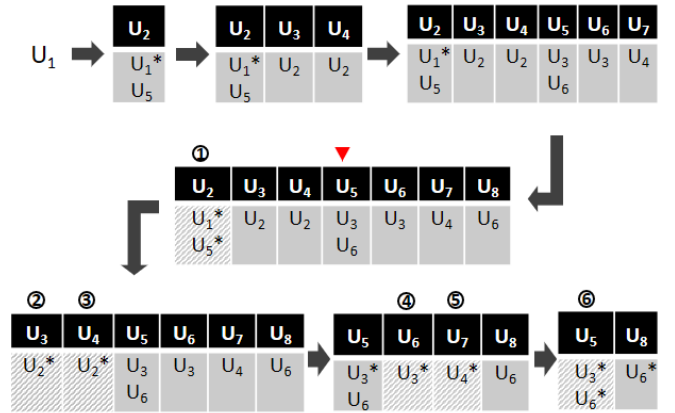 U₁
U₂
U₁*
U₅
U₂ U₃ U₄
U₁* U₂ U₂
U₅
U₂ U₃ U₄ U₅ U₆ U₇
U₁* U₂ U₂ U₃ U₃ U₄
U₅ U₆
①
U₂ U₃ U₄ U₅ U₆ U₇ U₈
U₁* U₂ U₂ U₃ U₃ U₄ U₆
U₅* U₆
② ③
U₃ U₄ U₅ U₆ U₇ U₈
U₂* U₂* U₃ U₃ U₄ U₆
U₆
④ ⑤
U₅ U₆ U₇ U₈
U₃* U₃* U₄* U₆
U₆
⑥
U₅ U₈
U₃* U₆*
U₆*